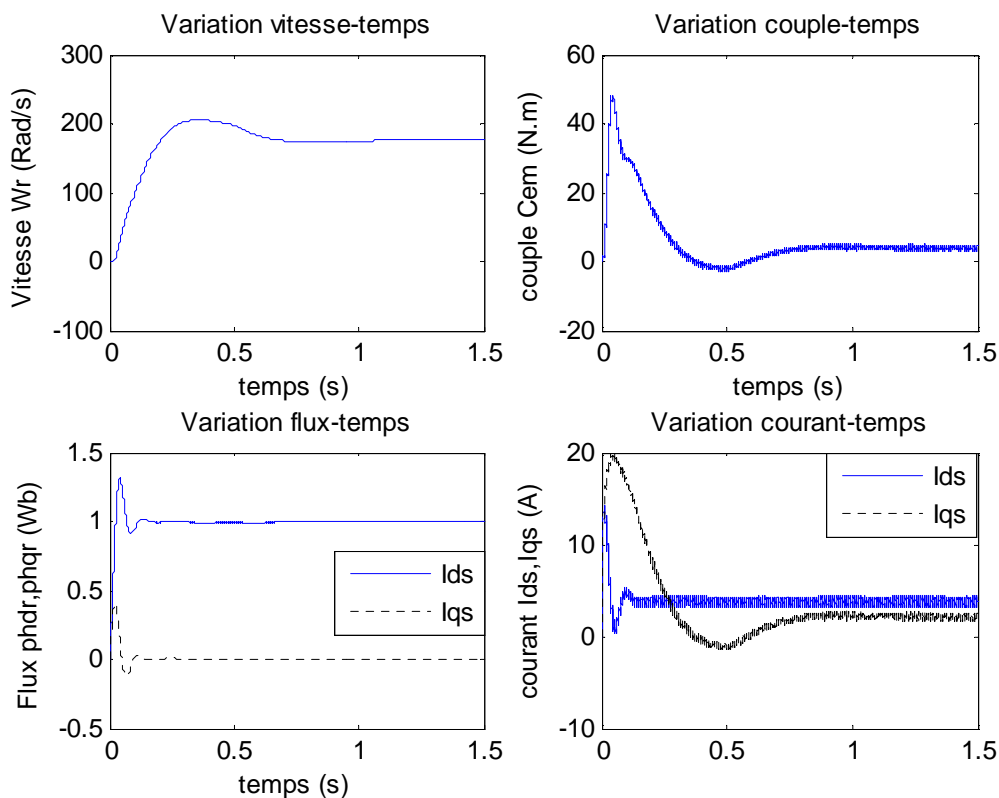 Variation vitesse-temps
Vitesse Wr (Rad/s)
300
200
100
0
-100
0 0.5 1 1.5
temps (s)
Variation couple-temps
couple Cem (N.m)
60
40
20
0
-20
0 0.5 1 1.5
temps (s)
Variation flux-temps
Flux phdr,phqr (Wb)
1.5
1
0.5
0
-0.5
0 0.5 1 1.5
temps (s)
Ids
Iqs
Variation courant-temps
courant Ids,Iqs (A)
20
10
0
-10
0 0.5 1 1.5
Ids
Iqs